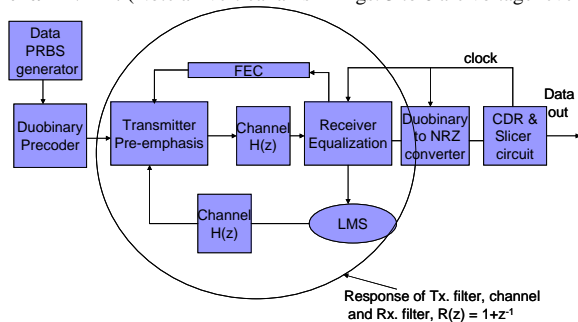 Data
PRBS
generator
FEC
clock
Data
out
Duobinary
Precoder
Transmitter
Pre-emphasis
Channel
H(z)
Receiver
Equalization
Duobinary
to NRZ
converter
CDR &
Slicer
circuit
Channel
H(z)
LMS
Response of Tx. filter, channel
and Rx. filter, R(z) = 1+z⁻¹